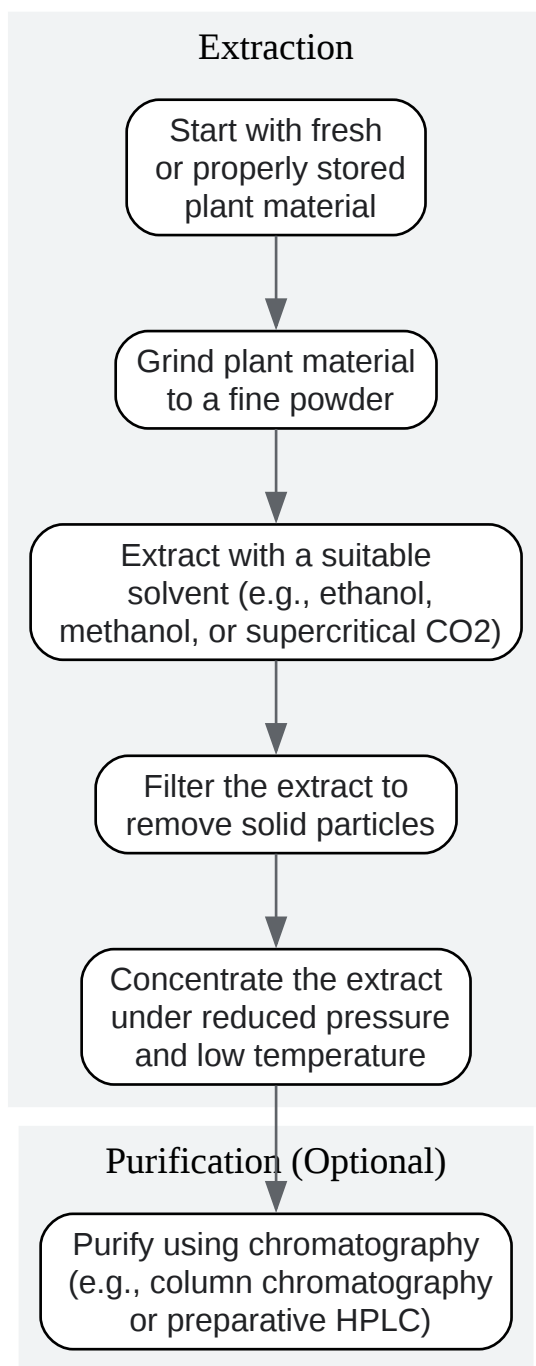 Extraction
Start with fresh
or properly stored
plant material
Grind plant material
to a fine powder
Extract with a suitable
solvent (e.g., ethanol,
methanol, or supercritical CO2)
Filter the extract to
remove solid particles
Concentrate the extract
under reduced pressure
and low temperature
Purification (Optional)
Purify using chromatography
(e.g., column chromatography
or preparative HPLC)